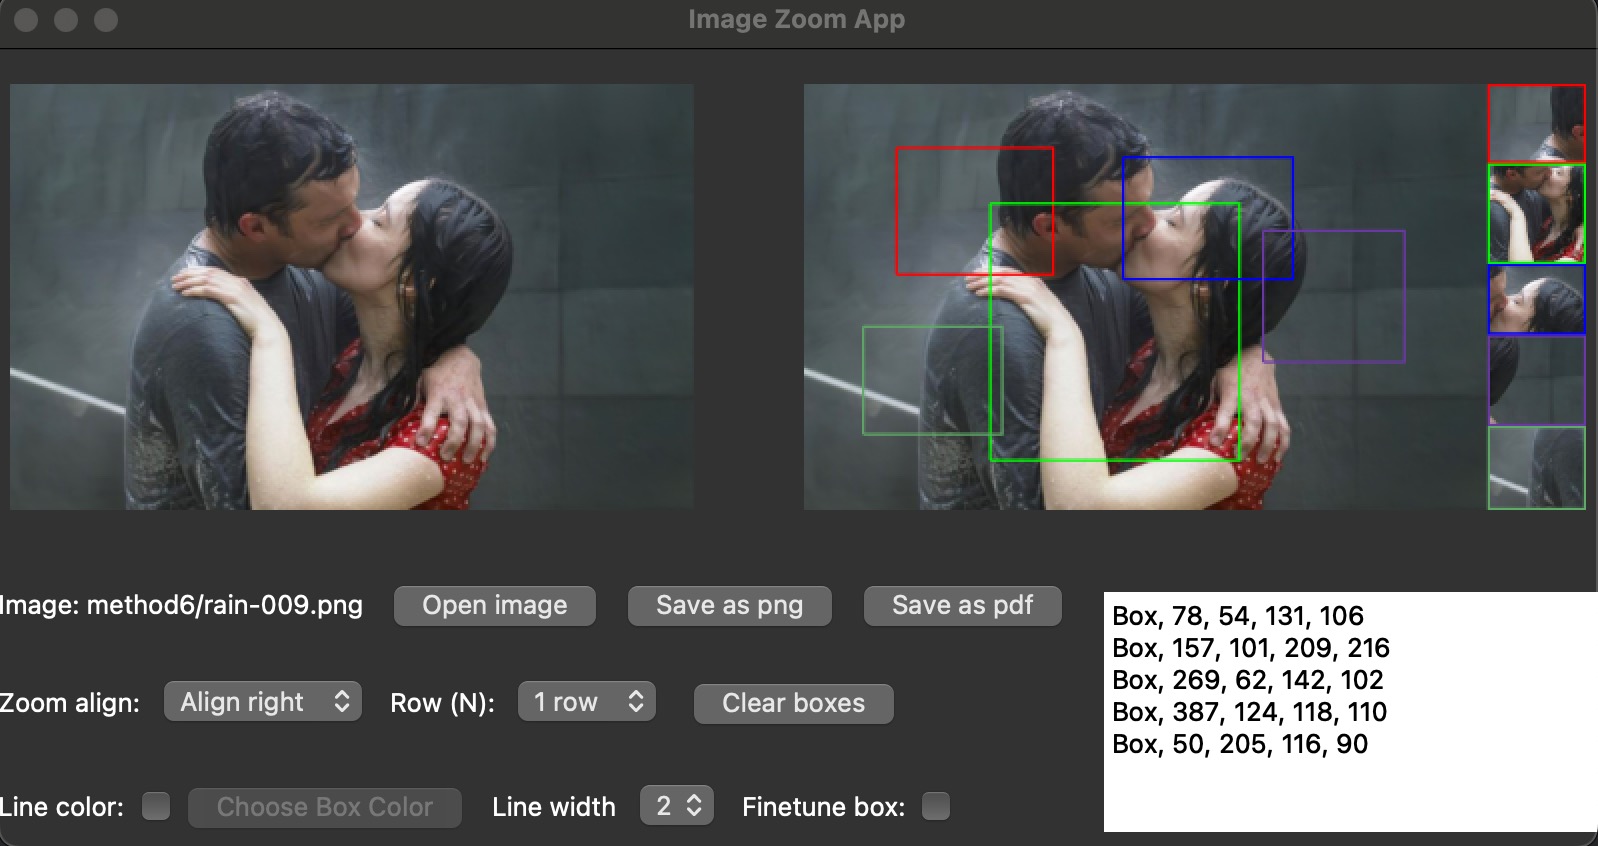 Image Zoom App
Image: method6/rain-009.png
Open image
Save as png
Save as pdf
Box, 78, 54, 131, 106
Box, 157, 101, 209, 216
Box, 269, 62, 142, 102
Box, 387, 124, 118, 110
Box, 50, 205, 116, 90
Zoom align:
Align right
Row (N):
1 row
Clear boxes
Line color:
Choose Box Color
Line width
2
Finetune box: